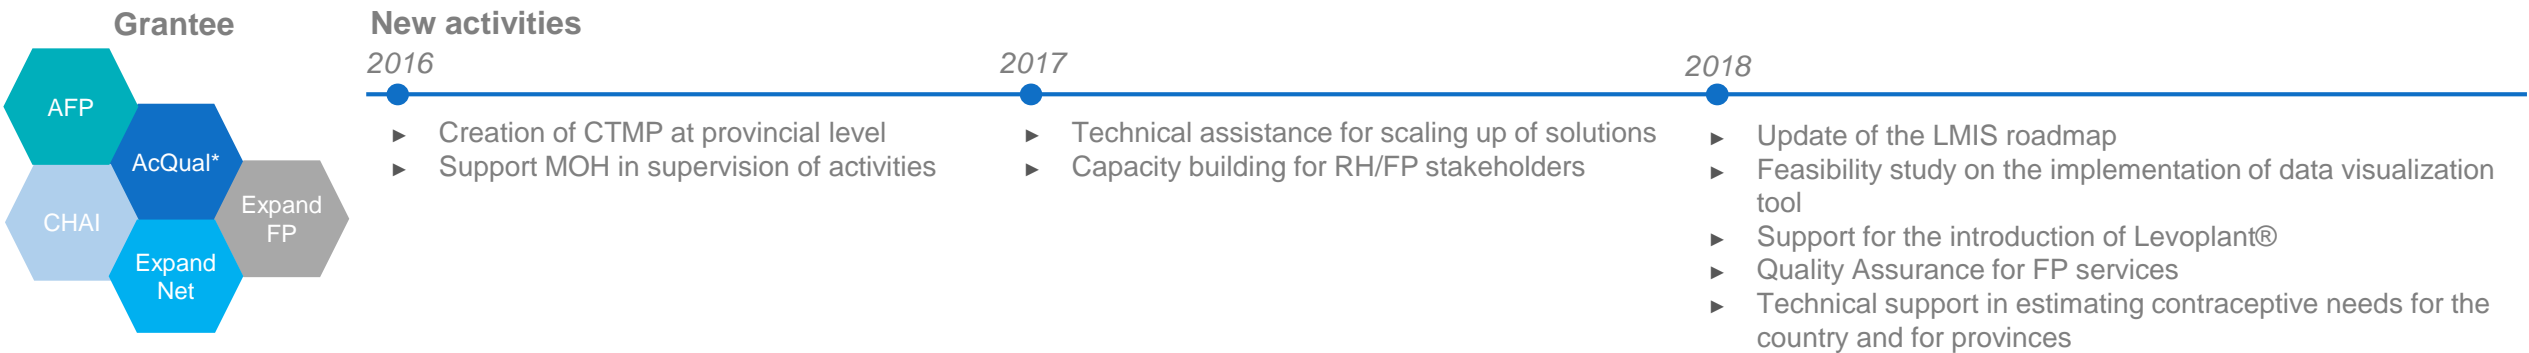 Grantee
AFP
AcQual*
CHAI
Expand
FP
Expand
Net
New activities
2016
► Creation of CTMP at provincial level
► Support MOH in supervision of activities
2017
► Technical assistance for scaling up of solutions
► Capacity building for RH/FP stakeholders
2018
► Update of the LMIS roadmap
► Feasibility study on the implementation of data visualization
tool
► Support for the introduction of Levoplant®
► Quality Assurance for FP services
► Technical support in estimating contraceptive needs for the
country and for provinces